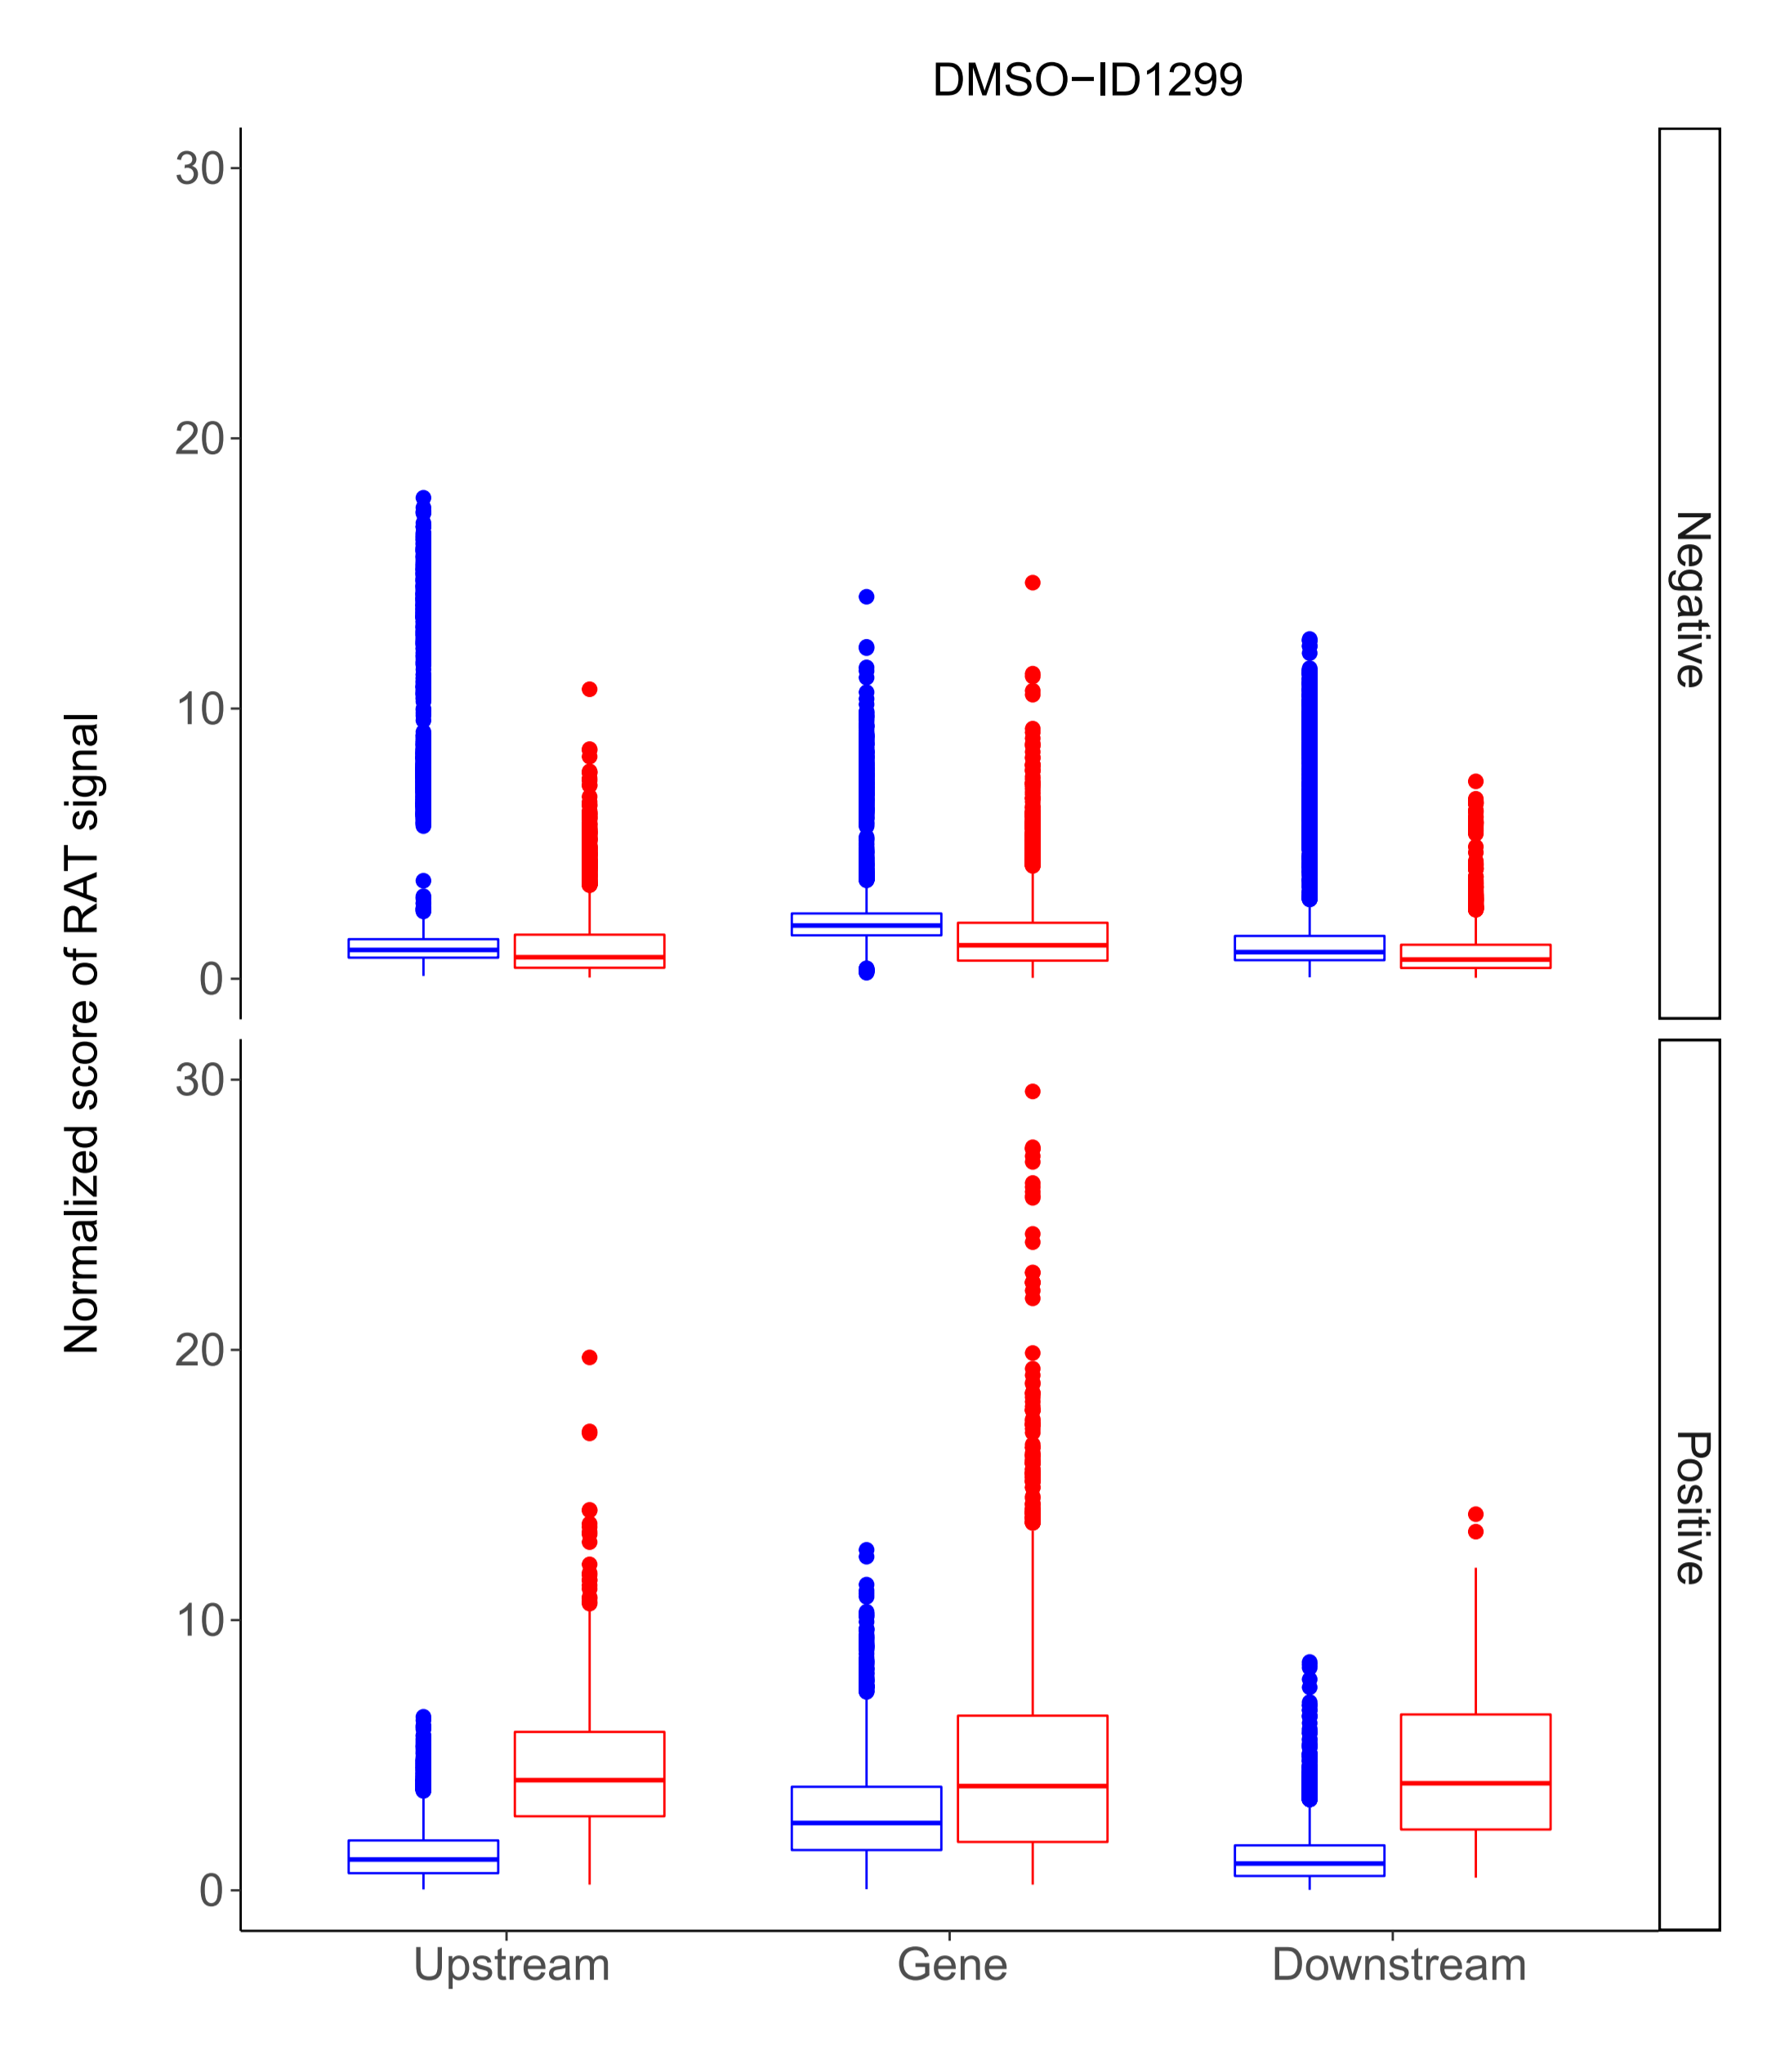 DMSO−ID1299
Normalized score of RAT signal
30
20
10
0
Negative
30
20
10
0
Positive
Upstream
Gene
Downstream